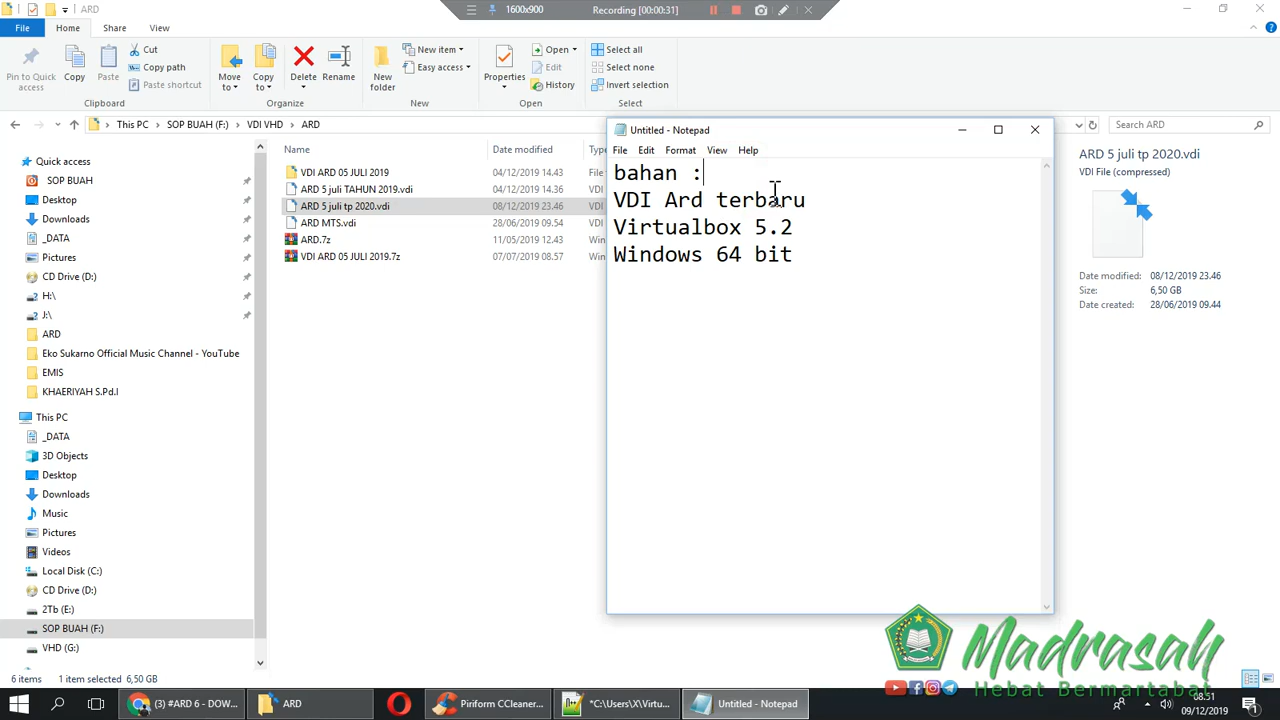 1600x900
Recording [00:00:31]
File
Home
Share
View
Pin to Quick access
Copy
Paste
Cut
Copy path
Paste shortcut
Clipboard
Move to
Copy to
Delete
Rename
Organize
New folder
New item
Easy access
New
Properties
Open
Edit
History
Open
Select all
Select none
Invert selection
Select
This PC
SOP BUAH (F:)
VDI VHD
ARD
Search ARD
Quick access
SOP BUAH
Desktop
Downloads
_DATA
CD Drive (D:)
H:\
J:\
ARD
Eko Sukarno Official Music Channel - YouTube
EMIS
KHAERIYAH S.Pd.I
This PC
_DATA
3D Objects
Desktop
Downloads
Music
Pictures
Videos
Local Disk (C:)
CD Drive (D:)
2Tb (E:)
SOP BUAH (F:)
VHD (G:)
Name Date modified Type
VDI ARD 05 JULI 2019 04/12/2019 14.43 File f
ARD 5 juli TAHUN 2019.vdi 04/12/2019 14.36 VDI
ARD 5 juli tp 2020.vdi 08/12/2019 23.46 VDI
ARD MTS.vdi 28/06/2019 09.54 VDI
ARD.7z 11/05/2019 12.43 Win
VDI ARD 05 JULI 2019.7z 07/07/2019 08.57 Win
Untitled - Notepad
File Edit Format View Help
bahan :
VDI Ard terbaru
Virtualbox 5.2
Windows 64 bit
ARD 5 juli tp 2020.vdi
VDI File (compressed)
Date modified: 08/12/2019 23.46
Size: 6,50 GB
Date created: 28/06/2019 09.44
Madrasah
Hebat Bermartabat
6 items
1 item selected 6,50 GB
(3) #ARD 6 - DOW...
ARD
Piriform CCleaner...
*C:\Users\X\Virtu...
Untitled - Notepad
08.51
09/12/2019